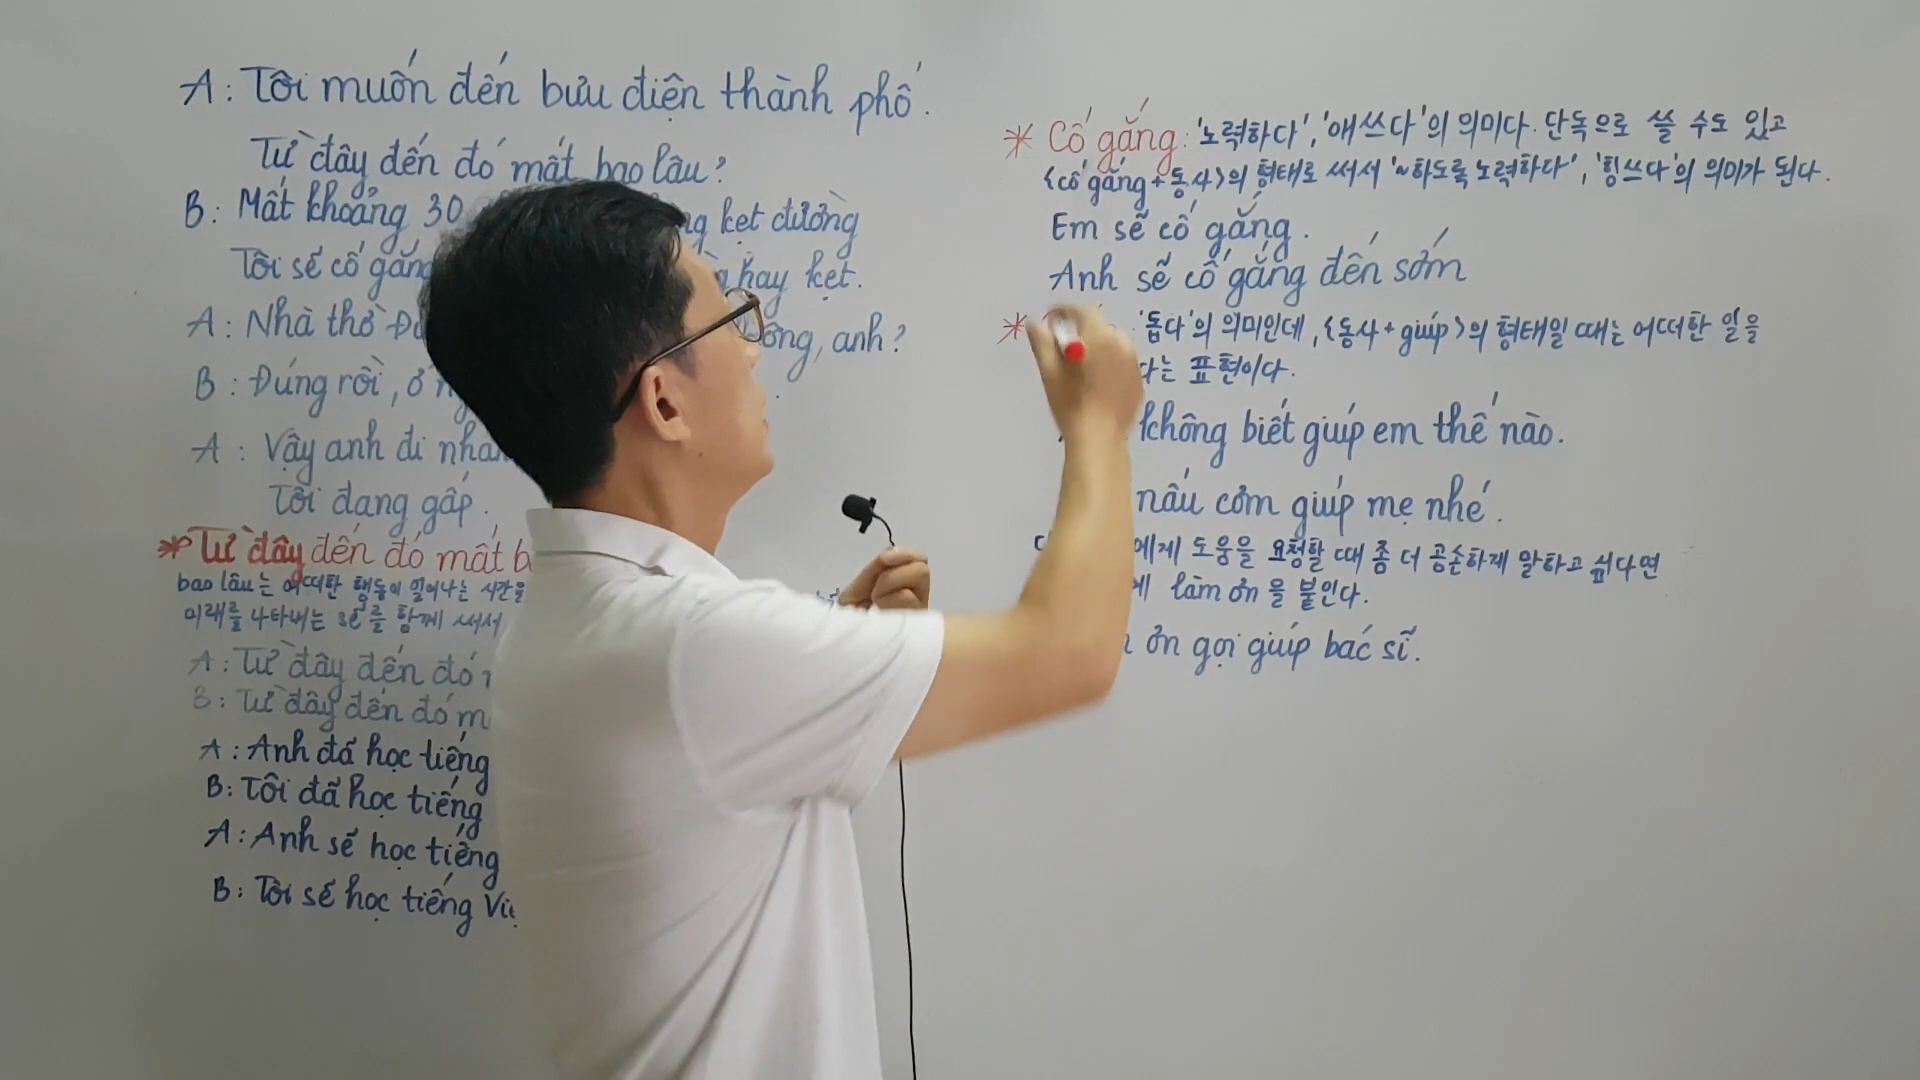 A: Tôi muốn đến bưu điện thành phố.
Từ đây đến đó mất bao lâu?
B: Mất khoảng 30 kẹt đường
Tôi sẽ cố gắng hay kẹt.
A: Nhà thờ không, anh?
B: Đúng rồi, ở
A: Vậy anh đi
Tôi đang gấp.
* Từ đây đến đó mất
bao lâu는 어떠한 행동이 일어나는 시간을
미래를 나타내는 sẽ를 함께 써서
A: Từ đây đến đó
B: Từ đây đến đó
A: Anh đã học tiếng
B: Tôi đã học tiếng
A: Anh sẽ học tiếng
B: Tôi sẽ học tiếng
* Cố gắng: '노력하다', '애쓰다'의 의미다. 단독으로 쓸 수도 있고
<cố gắng + 동사>의 형태로 써서 '~하도록 노력하다', '힘쓰다'의 의미가 된다.
Em sẽ cố gắng.
Anh sẽ cố gắng đến sớm
* '돕다'의 의미인데, <동사 + giúp>의 형태일 때는 어떠한 일을
다는 표현이다.
không biết giúp em thế nào.
nấu cơm giúp mẹ nhé.
에게 도움을 요청할 때 좀 더 공손하게 말하고 싶다면
làm ơn을 붙인다.
ơn gọi giúp bác sĩ.